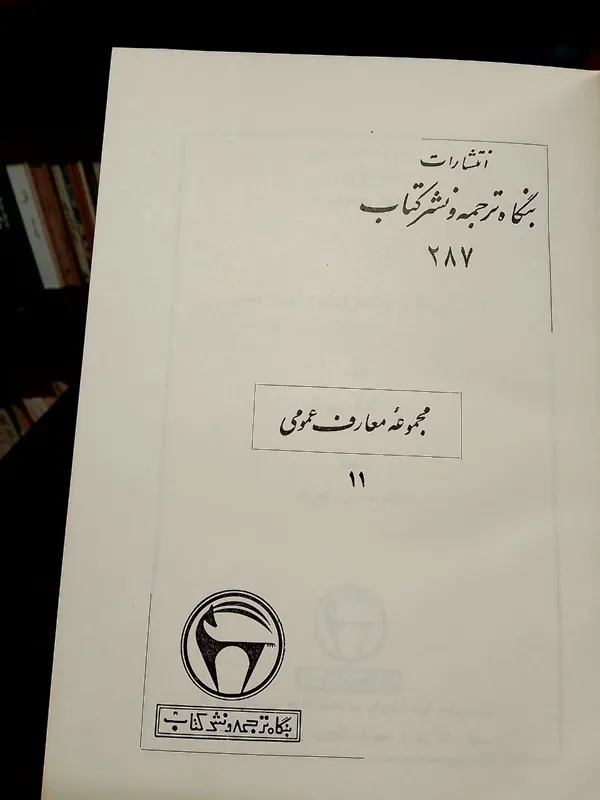 انتشارات
بنگاه ترجمه و نشر کتاب
۲۸۷
مجموعهٔ معارف عمومی
۱۱
بنگاه ترجمه و نشر کتاب